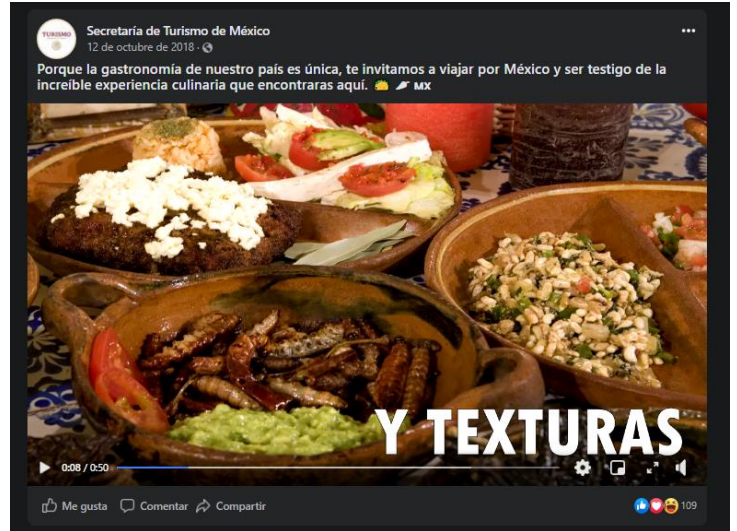 TURISMO
Secretaría de Turismo de México
12 de octubre de 2018 ·
Porque la gastronomía de nuestro país es única, te invitamos a viajar por México y ser testigo de la
increíble experiencia culinaria que encontraras aquí. 🌮 🌶 MX
Y TEXTURAS
0:08 / 0:50
Me gusta Comentar Compartir 109